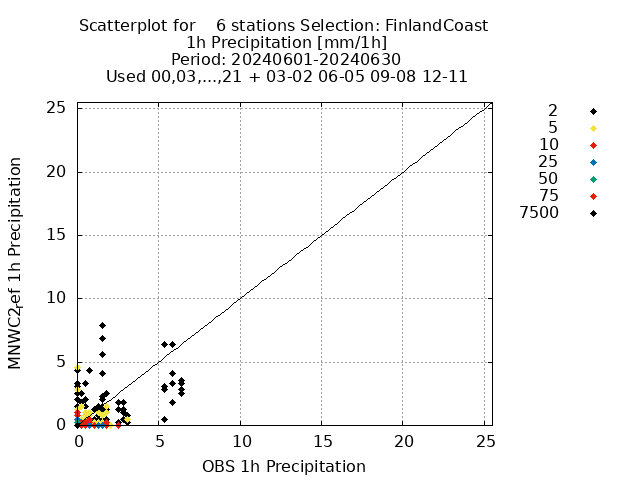 Scatterplot for 6 stations Selection: FinlandCoast
1h Precipitation [mm/1h]
Period: 20240601-20240630
Used 00,03,...,21 + 03-02 06-05 09-08 12-11
25
20
15
10
5
0
0 5 10 15 20 25
MNWC2ref 1h Precipitation
OBS 1h Precipitation
2
5
10
25
50
75
7500